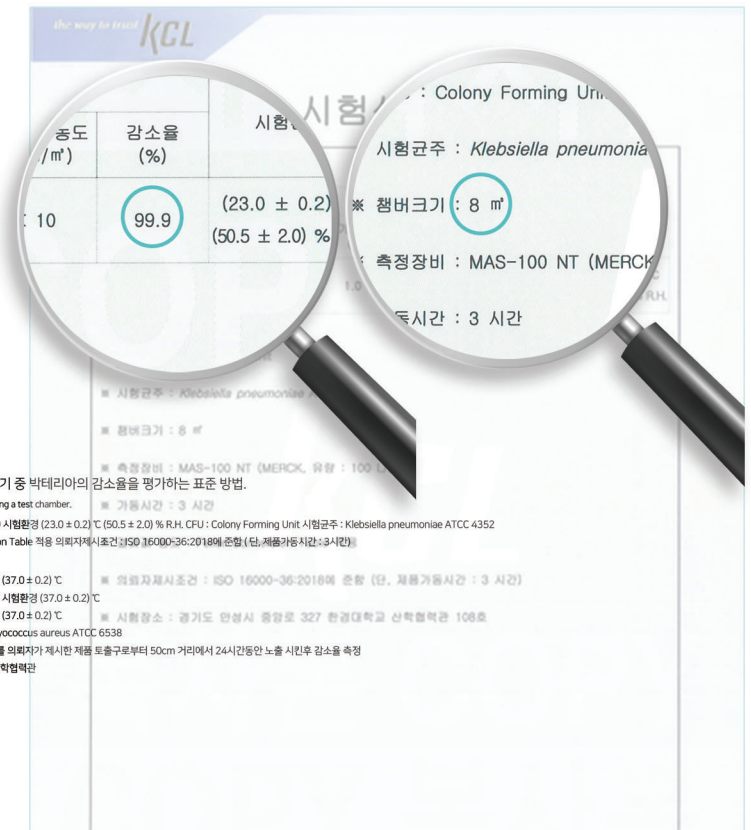 the way to trust KCL
시험
농도
감소율
/m³)
(%)
10
99.9
(23.0 ± 0.2)
(50.5 ± 2.0) %
: Colony Forming
시험균주 : Klebsiella
※ 챔버크기 : 8 ㎥
측정장비 : MAS-100 NT (MERCK
동시간 : 3 시간
1.0
R.H.
※ 시험균주 : Klebsiella pneumoniae
※ 챔버크기 : 8 ㎥
※ 측정장비 : MAS-100 NT (MERCK, 유량 : 100
※ 가동시간 : 3 시간
기 중 박테리아의 감소율을 평가하는 표준 방법.
ng a test chamber.
시험환경 (23.0 ± 0.2) ℃ (50.5 ± 2.0) % R.H. CFU : Colony Forming Unit 시험균주 : Klebsiella pneumoniae ATCC 4352
on Table 적용 의뢰자제시조건 : ISO 16000-36:2018에 준함 ( 단, 제품가동시간 : 3시간)
(37.0 ± 0.2) ℃
시험환경 (37.0 ± 0.2) ℃
(37.0 ± 0.2) ℃
※ 의뢰자제시조건 : ISO 16000-36:2018에 준함 (단, 제품가동시간 : 3 시간)
※ 시험장소 : 경기도 안성시 중앙로 327 한경대학교 산학협력관 108호
yococcus aureus ATCC 6538
를 의뢰자가 제시한 제품 토출구로부터 50cm 거리에서 24시간동안 노출 시킨후 감소율 측정
학협력관